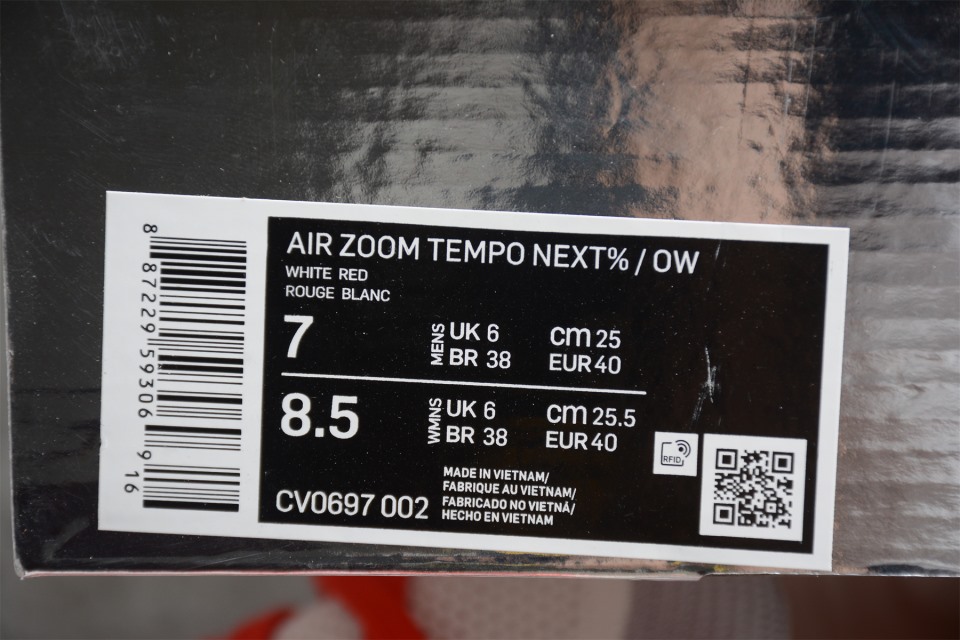 8 87229 59306 9 16
AIR ZOOM TEMPO NEXT% / OW
WHITE RED
ROUGE BLANC
7
MENS
UK 6
BR 38
cm 25
EUR 40
8.5
WMNS
UK 6
BR 38
cm 25.5
EUR 40
RFID
CV0697 002
MADE IN VIETNAM/
FABRIQUE AU VIETNAM/
FABRICADO NO VIETNÃ/
HECHO EN VIETNAM